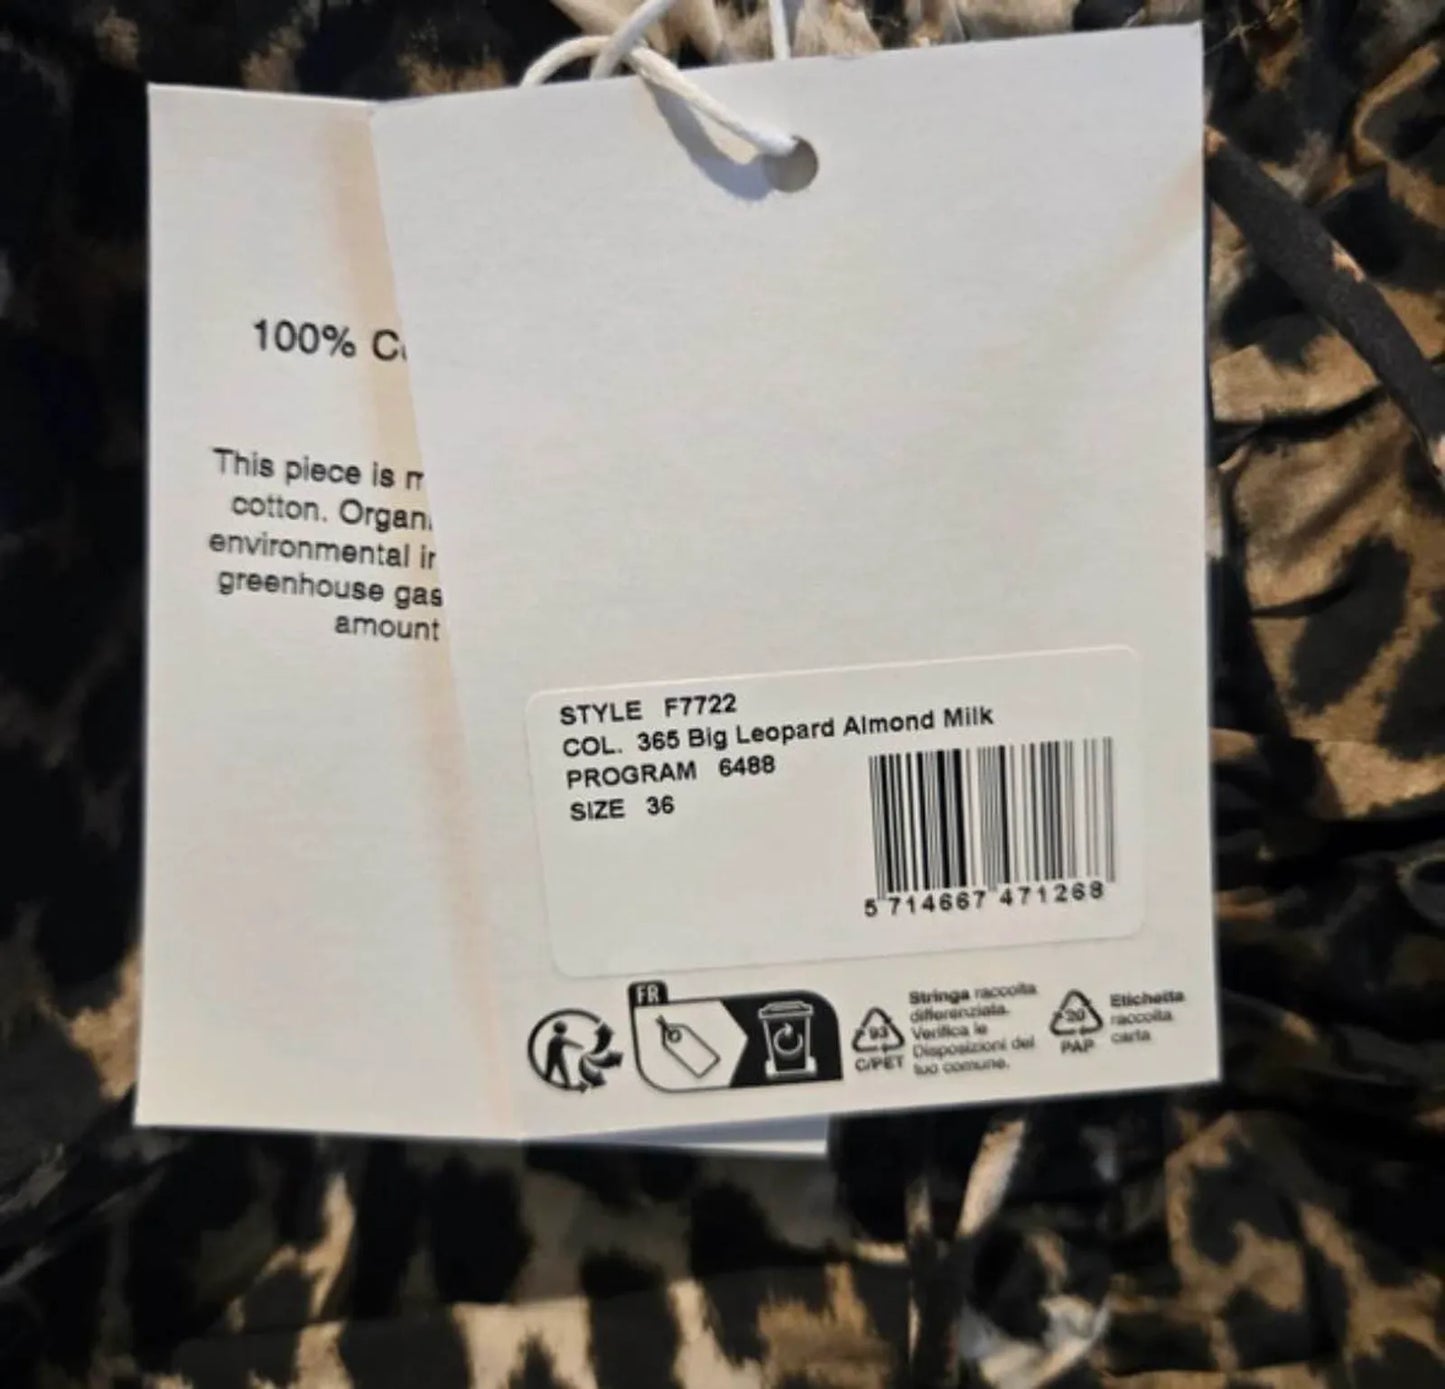 100% C
This piece is
cotton. Organ
environmental
greenhouse gas
amount
STYLE F7722
COL. 365 Big Leopard Almond Milk
PROGRAM 6488
SIZE 36
5 714667 471268
FR
93
C/PET
Stringa raccolta
differenziata.
Verifica le
Disposizioni del
tuo comune.
20
PAP
Etichetta
raccolta
carta